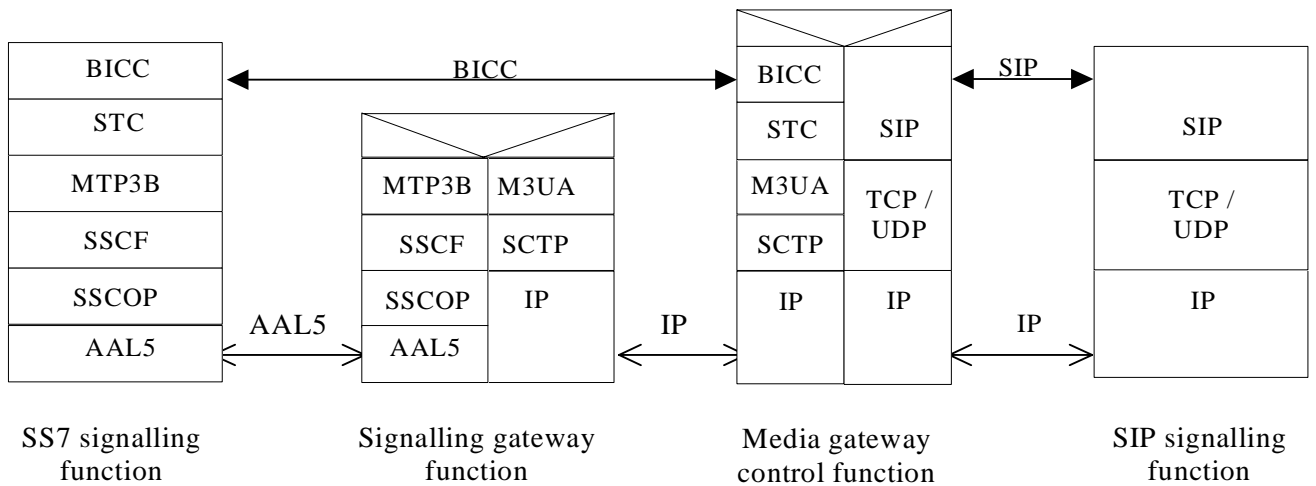 BICC
STC
MTP3B
SSCF
SSCOP
AAL5
BICC
AAL5
MTP3B
M3UA
SSCF
SCTP
SSCOP
IP
AAL5
IP
BICC
STC
SIP
M3UA
TCP /
UDP
SCTP
IP
IP
SIP
IP
SIP
TCP /
UDP
IP
SS7 signalling
function
Signalling gateway
function
Media gateway
control function
SIP signalling
function